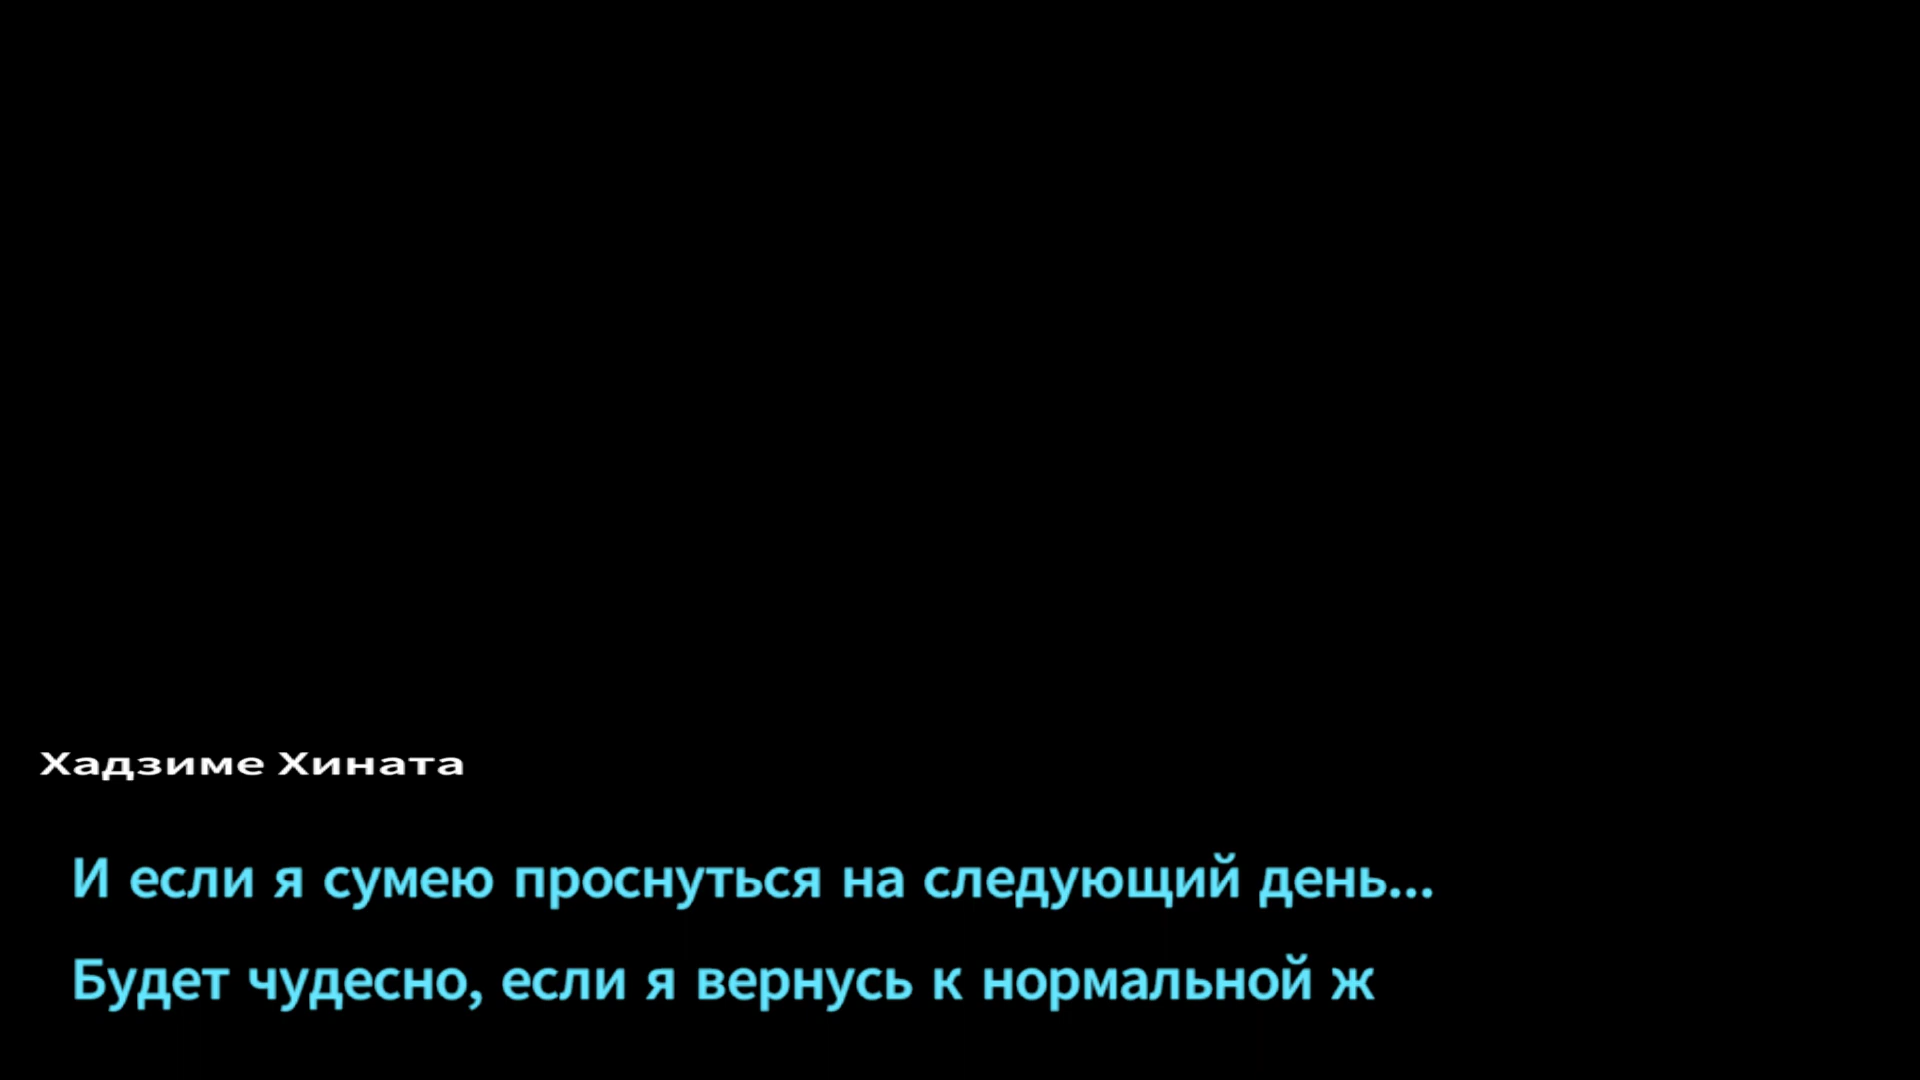 Хадзиме Хината
И если я сумею проснуться на следующий день...
Будет чудесно, если я вернусь к нормальной ж